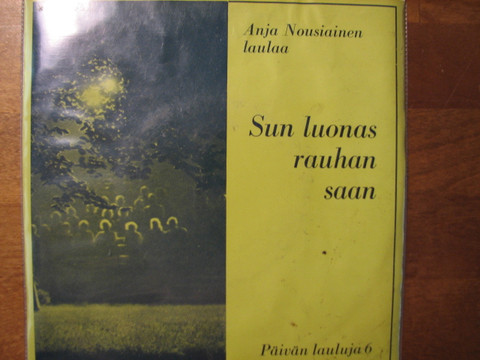 Anja Nousiainen
laulaa
Sun luonas
rauhan
saan
Päivän lauluja 6